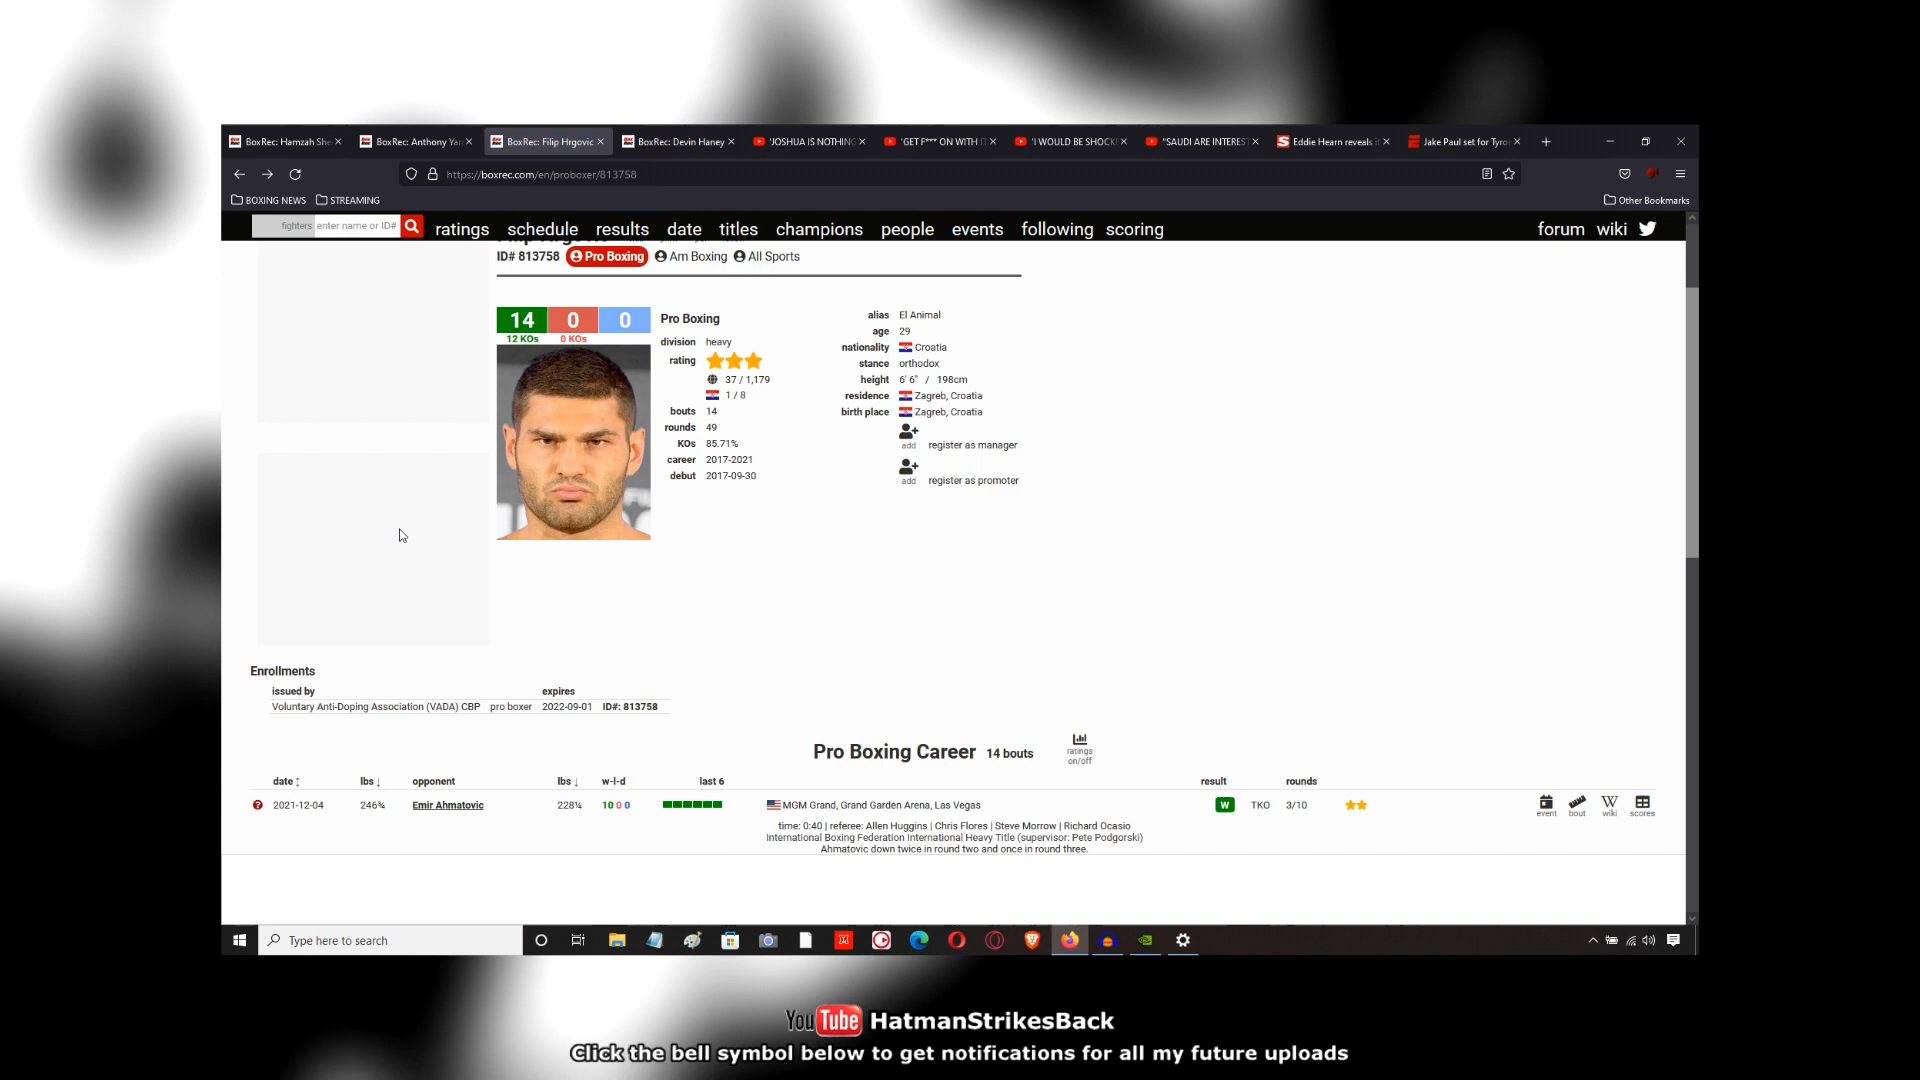 BoxRec: Hamzah She BoxRec: Anthony Yar BoxRec: Filip Hrgovic BoxRec: Devin Haney 'JOSHUA IS NOTHING 'GET F*** ON WITH IT 'I WOULD BE SHOCK "SAUDI ARE INTEREST Eddie Hearn reveals Jake Paul set for Tyro
https://boxrec.com/en/proboxer/813758
BOXING NEWS STREAMING Other Bookmarks
fighters enter name or ID# ratings schedule results date titles champions people events following scoring forum wiki
ID# 813758 Pro Boxing Am Boxing All Sports
14 0 0
12 KOs 0 KOs
Pro Boxing
division heavy
rating
37 / 1,179
1 / 8
bouts 14
rounds 49
KOs 85.71%
career 2017-2021
debut 2017-09-30
alias El Animal
age 29
nationality Croatia
stance orthodox
height 6' 6" / 198cm
residence Zagreb, Croatia
birth place Zagreb, Croatia
add register as manager
add register as promoter
Enrollments
issued by expires
Voluntary Anti-Doping Association (VADA) CBP pro boxer 2022-09-01 ID#: 813758
Pro Boxing Career 14 bouts
ratings
on/off
date lbs opponent lbs w-l-d last 6 result rounds
2021-12-04 246¾ Emir Ahmatovic 228¼ 10 0 0 MGM Grand, Grand Garden Arena, Las Vegas W TKO 3/10
event bout wiki scores
time: 0:40 | referee: Allen Huggins | Chris Flores | Steve Morrow | Richard Ocasio
International Boxing Federation International Heavy Title (supervisor: Pete Podgorski)
Ahmatovic down twice in round two and once in round three.
Type here to search
YouTube HatmanStrikesBack
Click the bell symbol below to get notifications for all my future uploads